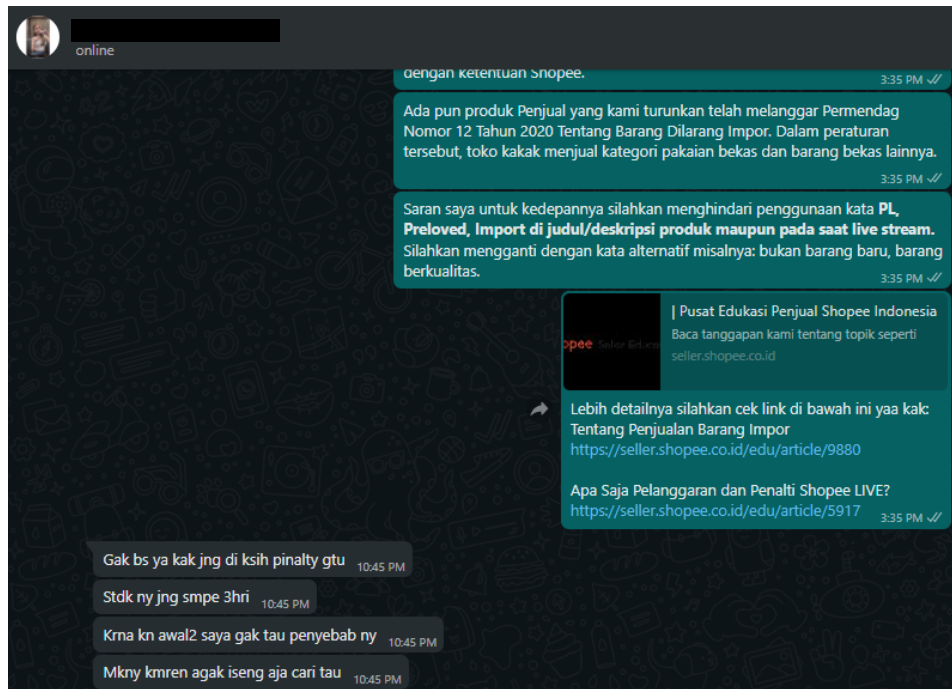 online
dengan ketentuan Shopee.
3:35 PM
Ada pun produk Penjual yang kami turunkan telah melanggar Permendag
Nomor 12 Tahun 2020 Tentang Barang Dilarang Impor. Dalam peraturan
tersebut, toko kakak menjual kategori pakaian bekas dan barang bekas lainnya.
3:35 PM
Saran saya untuk kedepannya silahkan menghindari penggunaan kata PL,
Preloved, Import di judul/deskripsi produk maupun pada saat live stream.
Silahkan mengganti dengan kata alternatif misalnya: bukan barang baru, barang
berkualitas.
3:35 PM
| Pusat Edukasi Penjual Shopee Indonesia
Baca tanggapan kami tentang topik seperti
seller.shopee.co.id
Lebih detailnya silahkan cek link di bawah ini yaa kak:
Tentang Penjualan Barang Impor
https://seller.shopee.co.id/edu/article/9880
Apa Saja Pelanggaran dan Penalti Shopee LIVE?
https://seller.shopee.co.id/edu/article/5917
3:35 PM
Gak bs ya kak jng di ksih pinalty gtu 10:45 PM
Stdk ny jng smpe 3hri 10:45 PM
Krna kn awal2 saya gak tau penyebab ny 10:45 PM
Mkny kmren agak iseng aja cari tau 10:45 PM